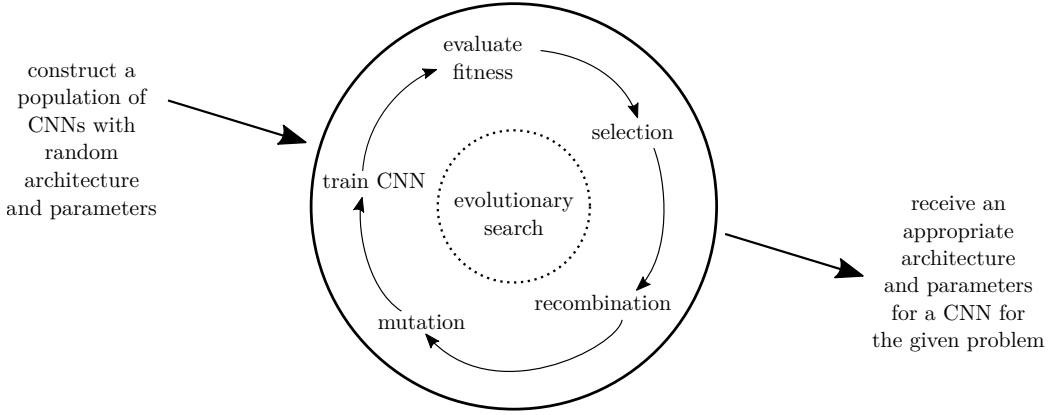 construct a
population of
CNNs with
random
architecture
and parameters
evaluate
fitness
selection
train CNN
evolutionary
search
recombination
mutation
receive an
appropriate
architecture
and parameters
for a CNN for
the given problem